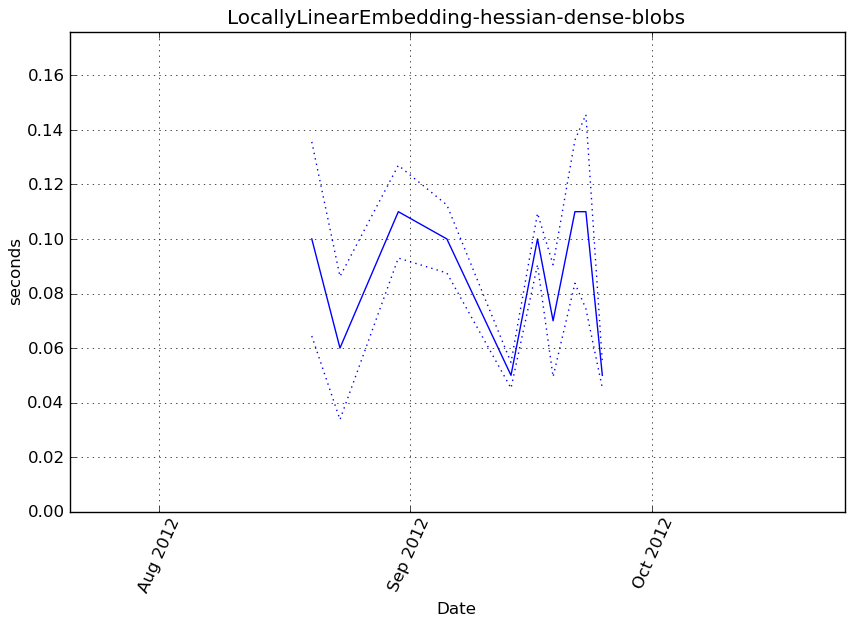 LocallyLinearEmbedding-hessian-dense-blobs
0.16
0.14
0.12
0.10
0.08
0.06
0.04
0.02
0.00
seconds
Aug 2012
Sep 2012
Oct 2012
Date